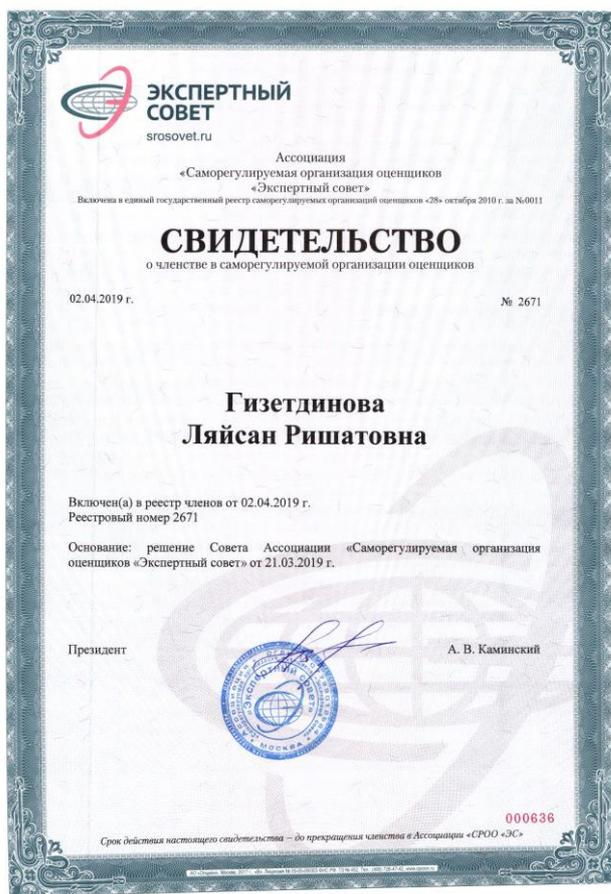 ЭКСПЕРТНЫЙ
СОВЕТ
srosovet.ru
Ассоциация
«Саморегулируемая организация оценщиков
«Экспертный совет»
Включена в единый государственный реестр саморегулируемых организаций оценщиков «28» октября 2010 г. за №0011
СВИДЕТЕЛЬСТВО
о членстве в саморегулируемой организации оценщиков
02.04.2019 г.
№ 2671
Гизетдинова
Ляйсан Ришатовна
Включен(а) в реестр членов от 02.04.2019 г.
Реестровый номер 2671
Основание: решение Совета Ассоциации «Саморегулируемая организация
оценщиков «Экспертный совет» от 21.03.2019 г.
Президент
А. В. Каминский
«Экспертный совет»
МОСКВА
000636
Срок действия настоящего свидетельства – до прекращения членства в Ассоциации «СРОО «ЭС»